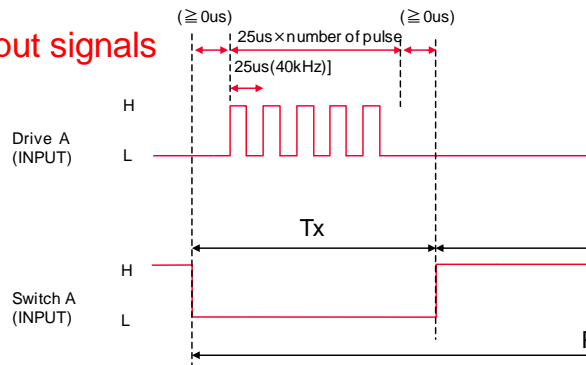 (≧0us)
(≧0us)
25us×number of pulse
out signals
25us(40kHz)]
H
Drive A
(INPUT)
L
Tx
H
Switch A
(INPUT)
L